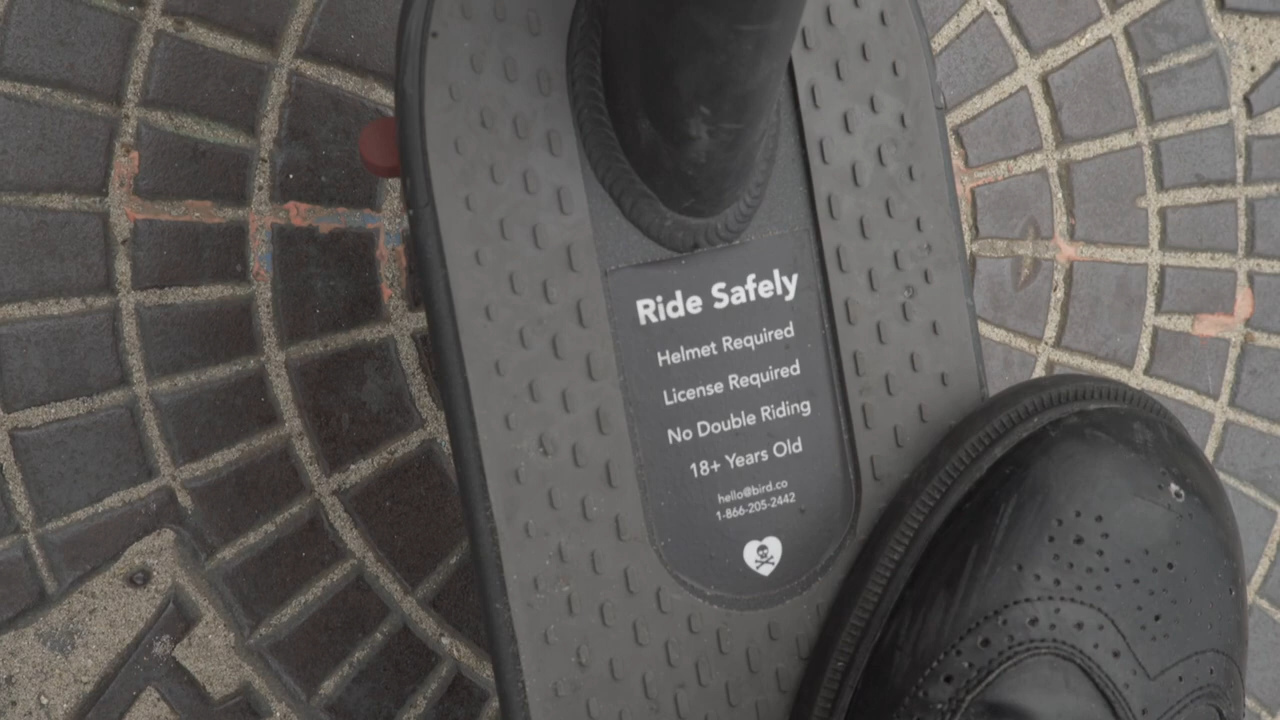 Ride Safely
Helmet Required
License Required
No Double Riding
18+ Years Old
hello@bird.co
1-866-205-2442